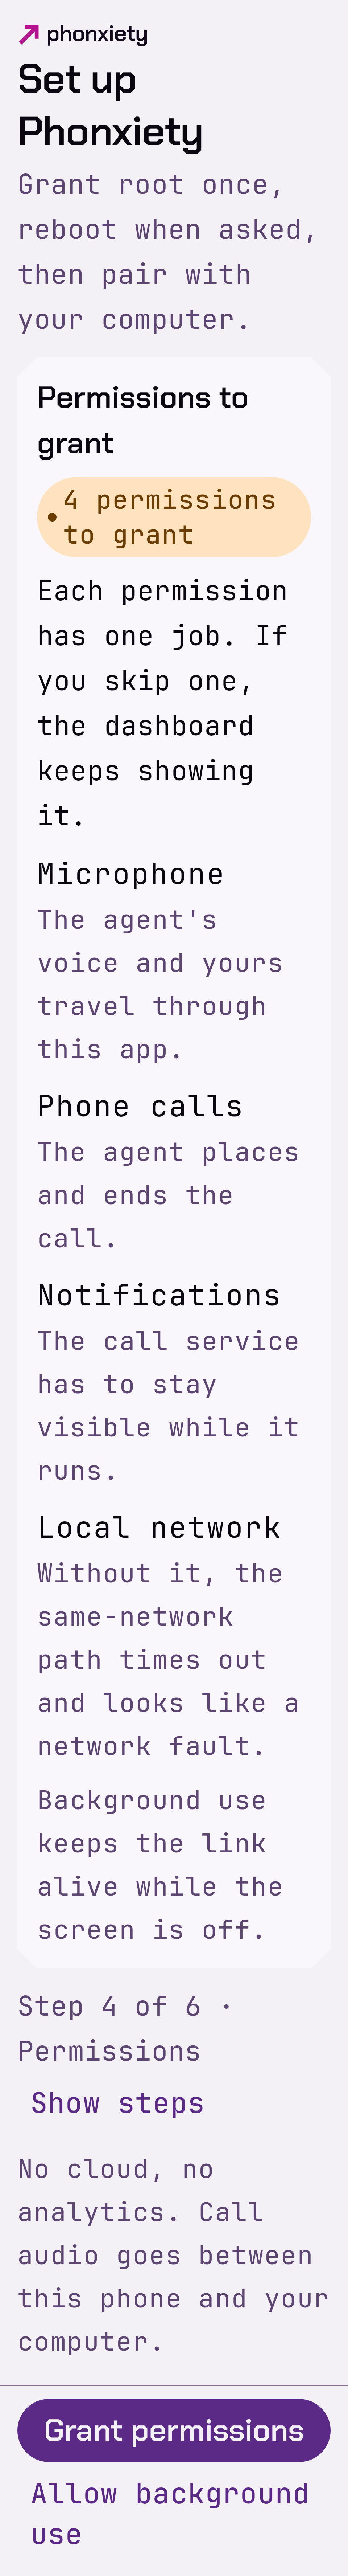 phonxiety
Set up
Phonxiety
Grant root once,
reboot when asked,
then pair with
your computer.
Permissions to
grant
4 permissions
to grant
Each permission
has one job. If
you skip one,
the dashboard
keeps showing
it.
Microphone
The agent's
voice and yours
travel through
this app.
Phone calls
The agent places
and ends the
call.
Notifications
The call service
has to stay
visible while it
runs.
Local network
Without it, the
same-network
path times out
and looks like a
network fault.
Background use
keeps the link
alive while the
screen is off.
Step 4 of 6 ·
Permissions
Show steps
No cloud, no
analytics. Call
audio goes between
this phone and your
computer.
Grant permissions
Allow background
use